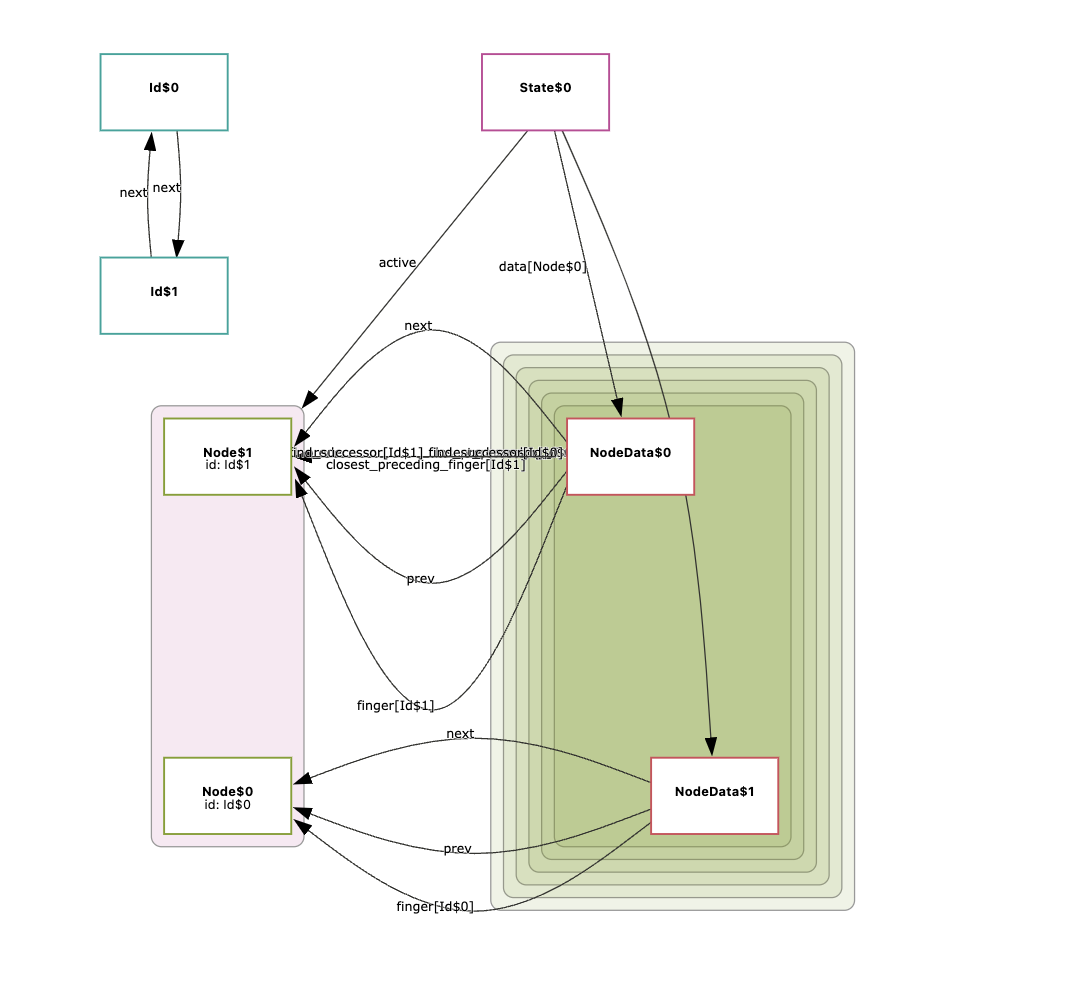 Id$0
State$0
next
next
active
data[Node$0]
Id$1
next
Node$1
id: Id$1
find_successor[Id$1]
find_successor[Id$0]
closest_preceding_finger[Id$1]
NodeData$0
prev
finger[Id$1]
next
Node$0
id: Id$0
NodeData$1
prev
finger[Id$0]